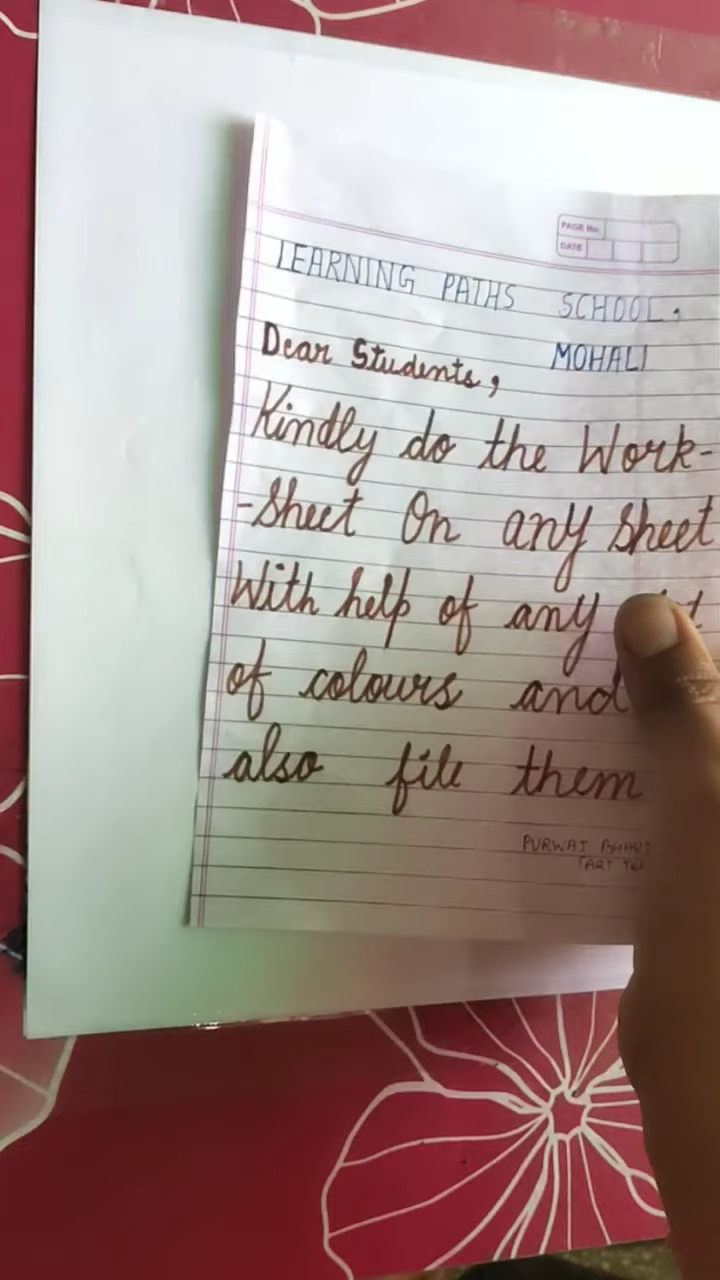 PAGE No.
DATE
LEARNING PATHS SCHOOL,
MOHALI
Dear Students,
Kindly do the Work-
-Sheet On any sheet
With help of any
of colours and
also file them
PURWAI